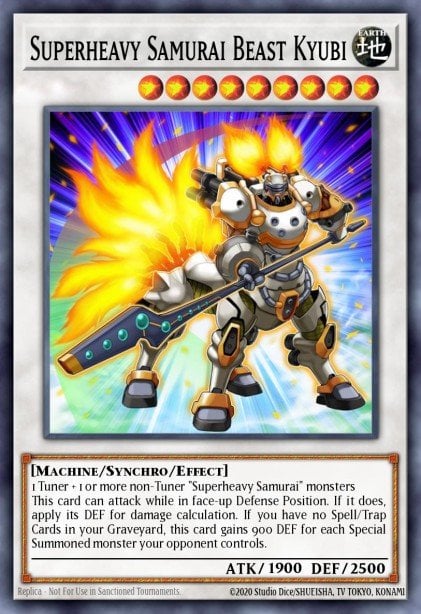 Superheavy Samurai Beast Kyubi
EARTH
地
[Machine/Synchro/Effect]
1 Tuner + 1 or more non-Tuner "Superheavy Samurai" monsters
This card can attack while in face-up Defense Position. If it does,
apply its DEF for damage calculation. If you have no Spell/Trap
Cards in your Graveyard, this card gains 900 DEF for each Special
Summoned monster your opponent controls.
ATK/1900 DEF/2500
Replica - Not For Use in Sanctioned Tournaments.
©2020 Studio Dice/SHUEISHA, TV TOKYO, KONAMI